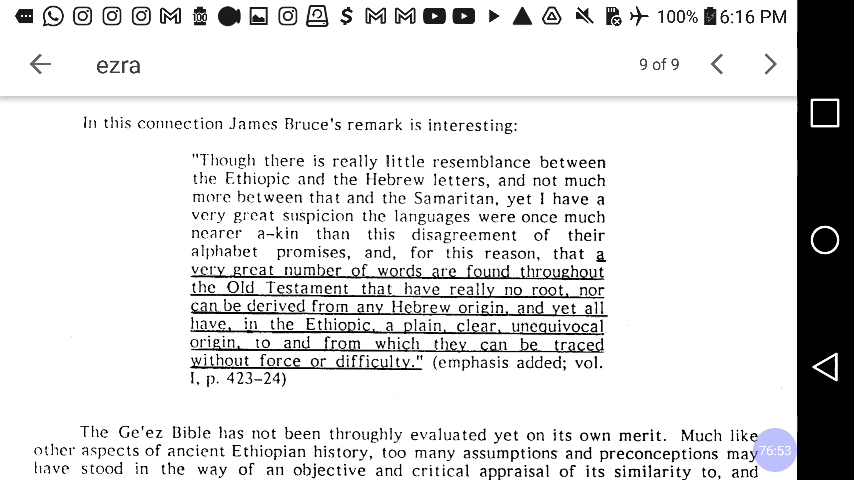 100% 6:16 PM
ezra 9 of 9
In this connection James Bruce's remark is interesting:
"Though there is really little resemblance between
the Ethiopic and the Hebrew letters, and not much
more between that and the Samaritan, yet I have a
very great suspicion the languages were once much
nearer a-kin than this disagreement of their
alphabet promises, and, for this reason, that a
very great number of words are found throughout
the Old Testament that have really no root, nor
can be derived from any Hebrew origin, and yet all
have, in the Ethiopic, a plain, clear, unequivocal
origin, to and from which they can be traced
without force or difficulty." (emphasis added; vol.
I, p. 423-24)
The Ge'ez Bible has not been throughly evaluated yet on its own merit. Much like
other aspects of ancient Ethiopian history, too many assumptions and preconceptions may
have stood in the way of an objective and critical appraisal of its similarity to, and
76:53